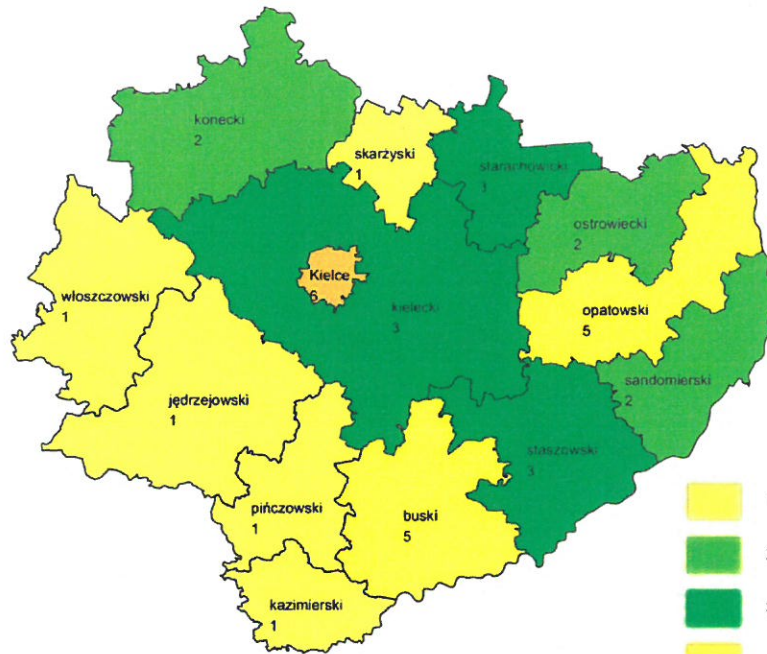 konecki
2
skarżyski
1
starachowicki
3
ostrowiecki
2
Kielce
6
kielecki
3
włoszczowski
1
opatowski
5
sandomierski
2
jędrzejowski
1
staszowski
3
pińczowski
1
buski
5
kazimierski
1